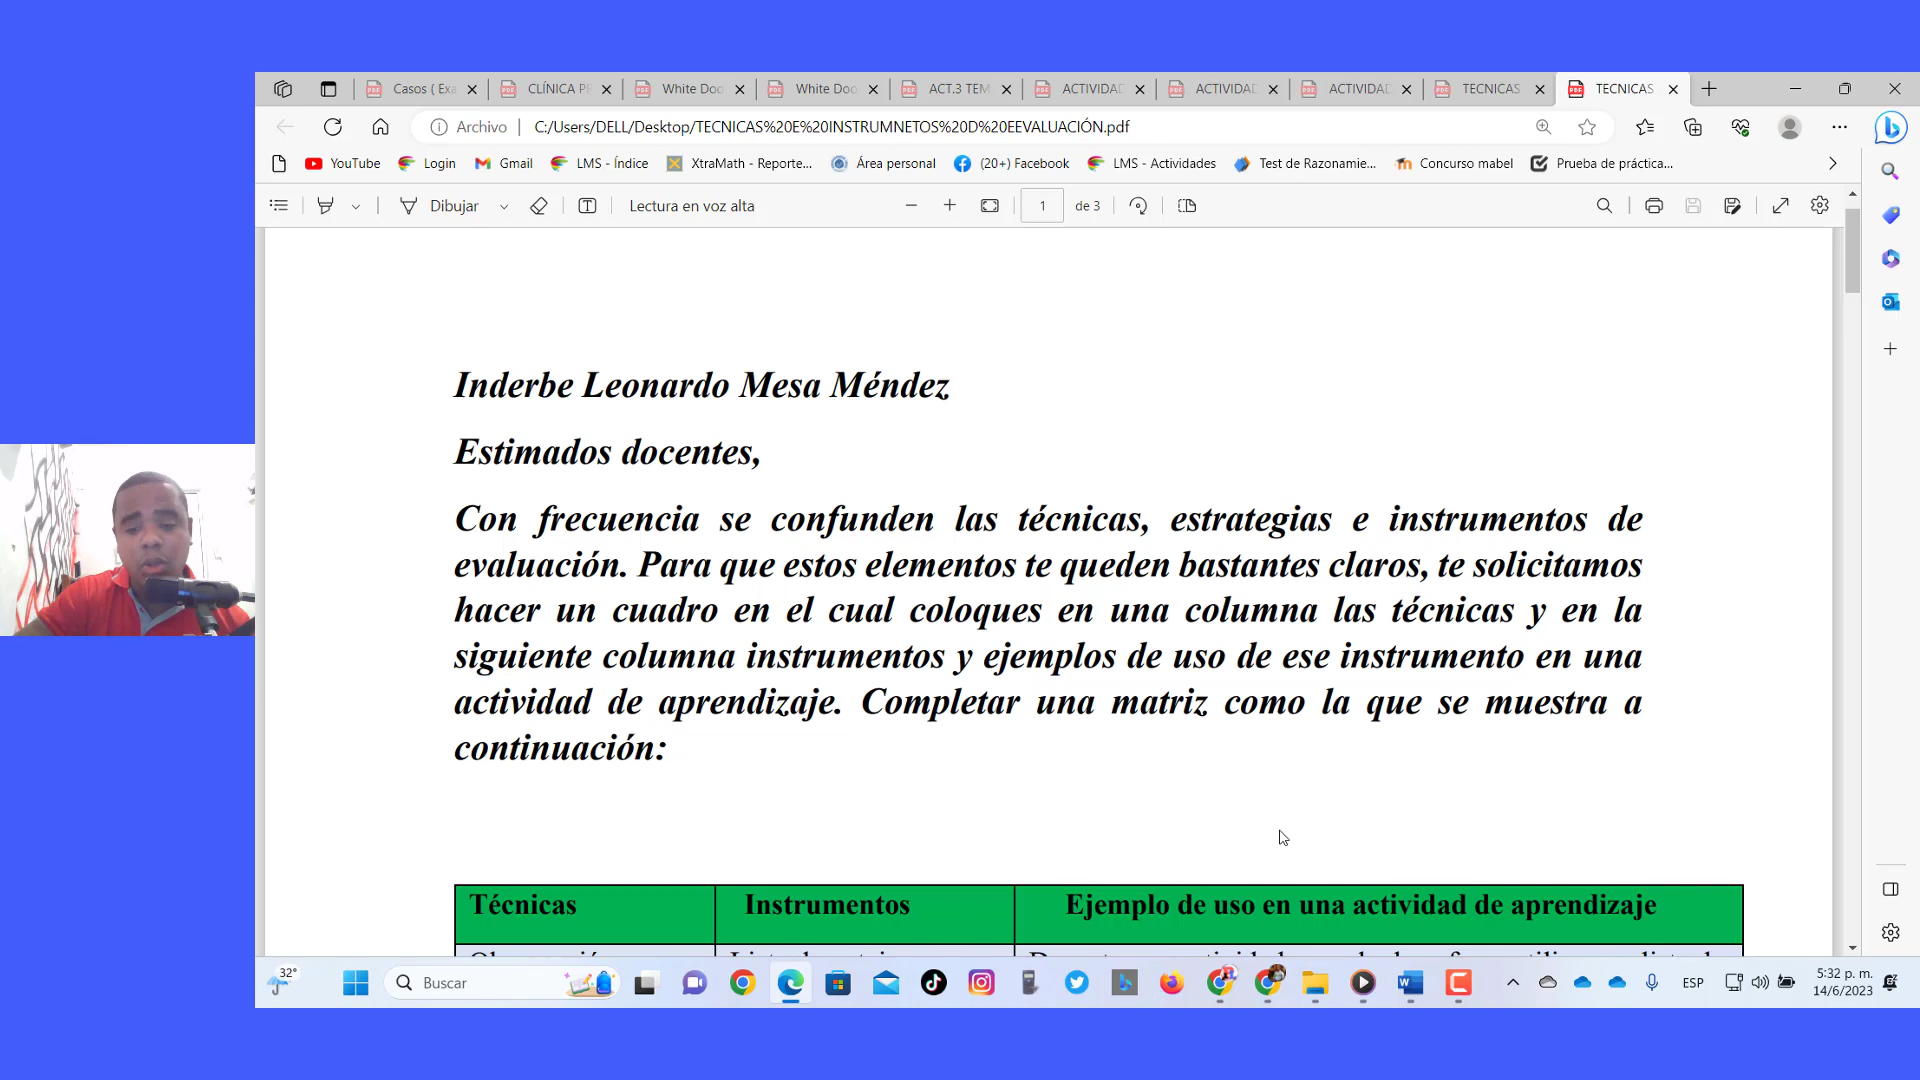 Casos ( Exa
CLÍNICA PR
White Doo
White Doo
ACT.3 TEM
ACTIVIDAD
ACTIVIDAD
ACTIVIDAD
TECNICAS
TECNICAS
Archivo
C:/Users/DELL/Desktop/TECNICAS%20E%20INSTRUMNETOS%20D%20EEVALUACIÓN.pdf
YouTube
Login
Gmail
LMS - Índice
XtraMath - Reporte...
Área personal
(20+) Facebook
LMS - Actividades
Test de Razonamie...
Concurso mabel
Prueba de práctica...
Dibujar
Lectura en voz alta
1
de 3
Inderbe Leonardo Mesa Méndez
Estimados docentes,
Con frecuencia se confunden las técnicas, estrategias e instrumentos de
evaluación. Para que estos elementos te queden bastantes claros, te solicitamos
hacer un cuadro en el cual coloques en una columna las técnicas y en la
siguiente columna instrumentos y ejemplos de uso de ese instrumento en una
actividad de aprendizaje. Completar una matriz como la que se muestra a
continuación:
Técnicas
Instrumentos
Ejemplo de uso en una actividad de aprendizaje
32°
Buscar
ESP
5:32 p. m.
14/6/2023